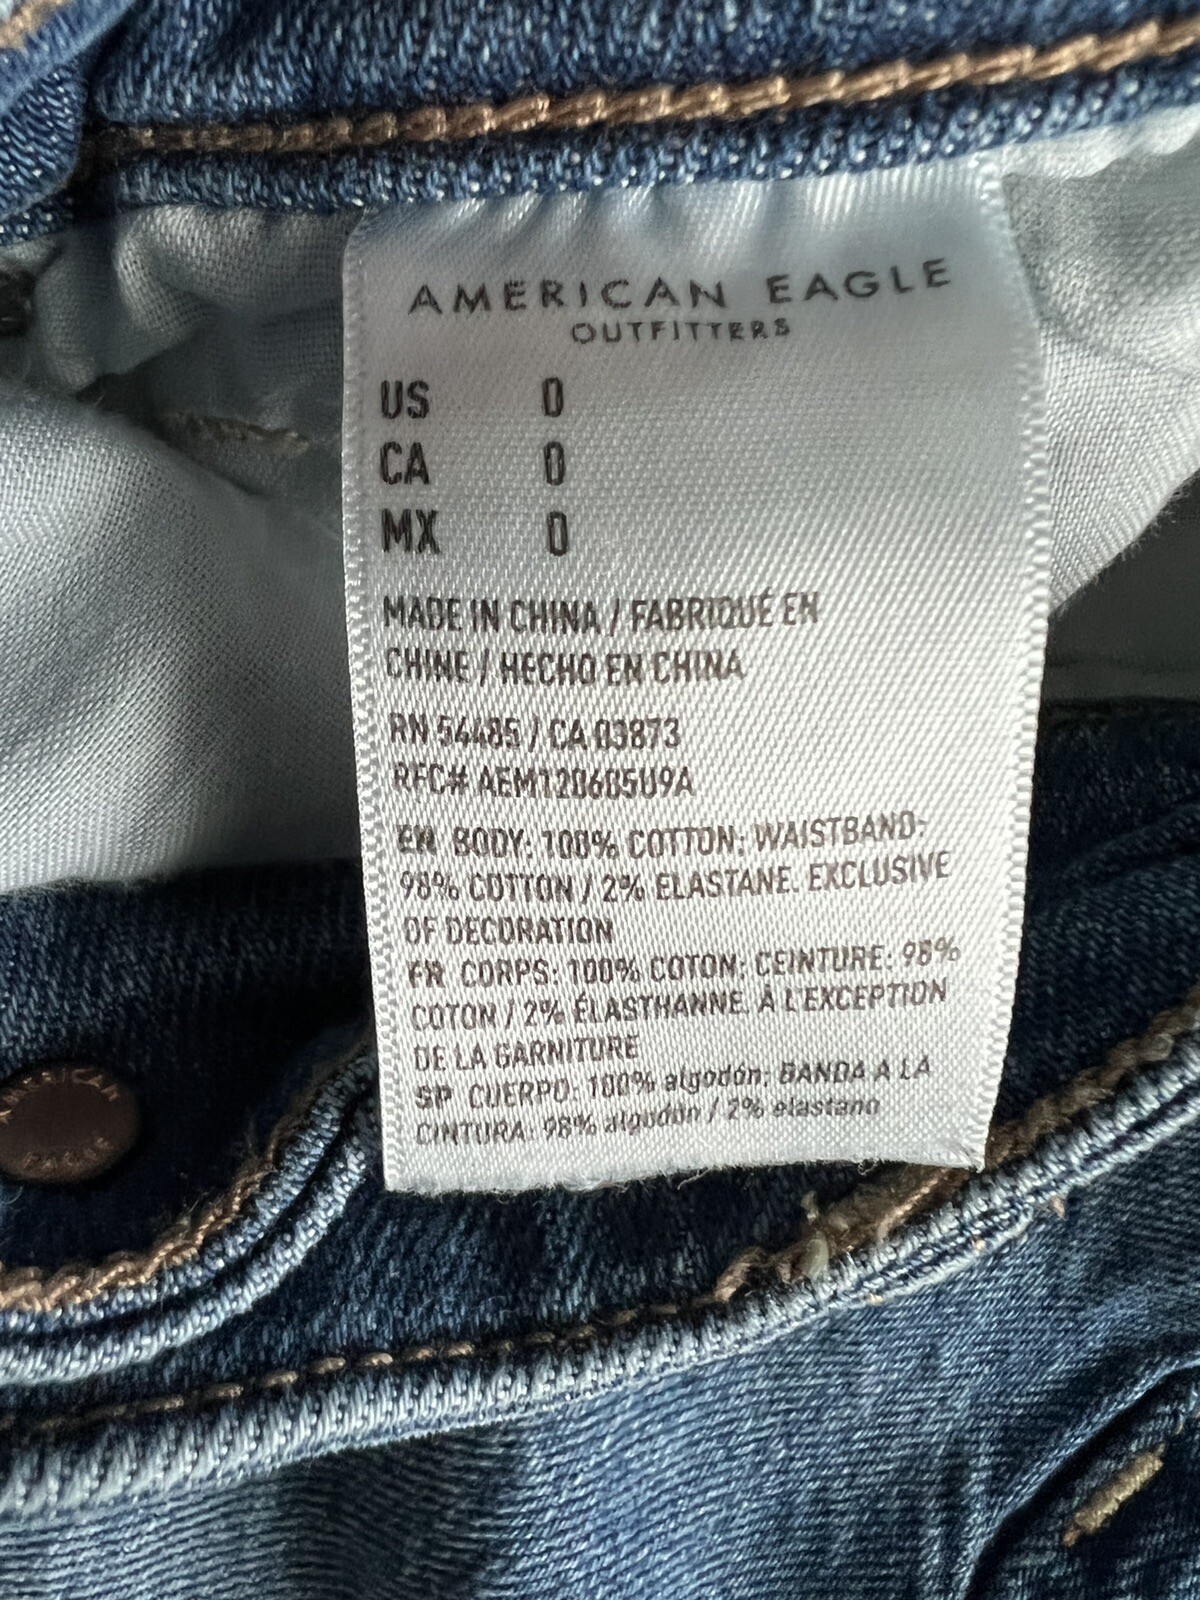 AMERICAN EAGLE
OUTFITTERS
US 0
CA 0
MX 0
MADE IN CHINA / FABRIQUÉ EN
CHINE / HECHO EN CHINA
RN 54485 / CA 03873
RFC# AEM120605U9A
EN BODY: 100% COTTON; WAISTBAND:
98% COTTON / 2% ELASTANE. EXCLUSIVE
OF DECORATION
FR CORPS: 100% COTON; CEINTURE: 98%
COTON / 2% ÉLASTHANNE. À L'EXCEPTION
DE LA GARNITURE
SP CUERPO: 100% algodón; BANDA A LA
CINTURA: 98% algodón / 2% elastano
AMERICAN
EAGLE